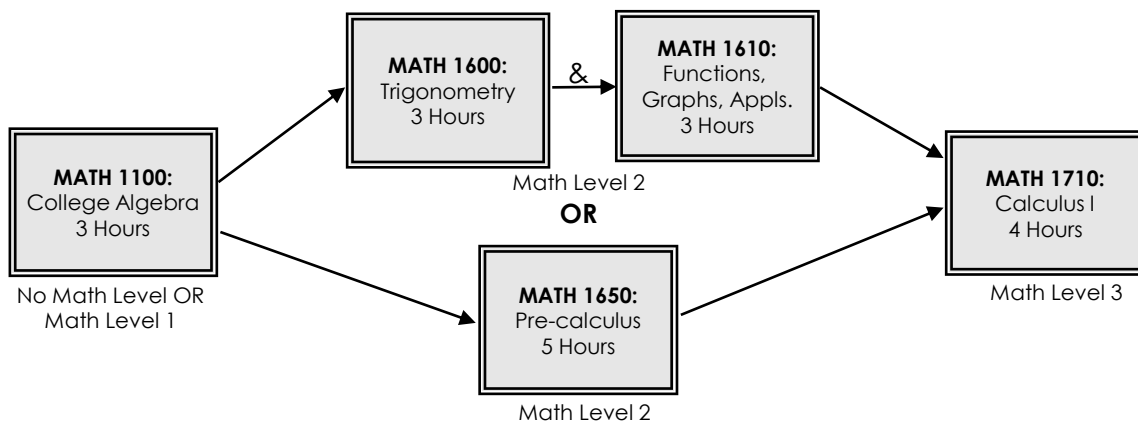 MATH 1600:
Trigonometry
3 Hours
&
MATH 1610:
Functions,
Graphs, Appls.
3 Hours
MATH 1100:
College Algebra
3 Hours
No Math Level OR
Math Level 1
Math Level 2
OR
MATH 1650:
Pre-calculus
5 Hours
Math Level 2
MATH 1710:
Calculus I
4 Hours
Math Level 3